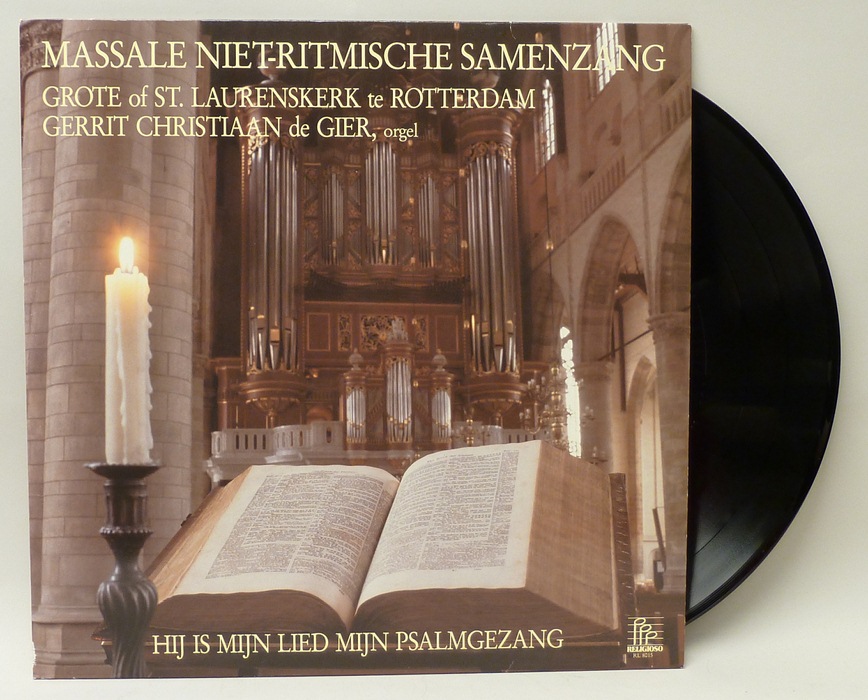 MASSALE NIET-RITMISCHE SAMENZANG
GROTE of ST. LAURENSKERK te ROTTERDAM
GERRIT CHRISTIAAN de GIER, orgel
HIJ IS MIJN LIED MIJN PSALMGEZANG
RELIGIOSO